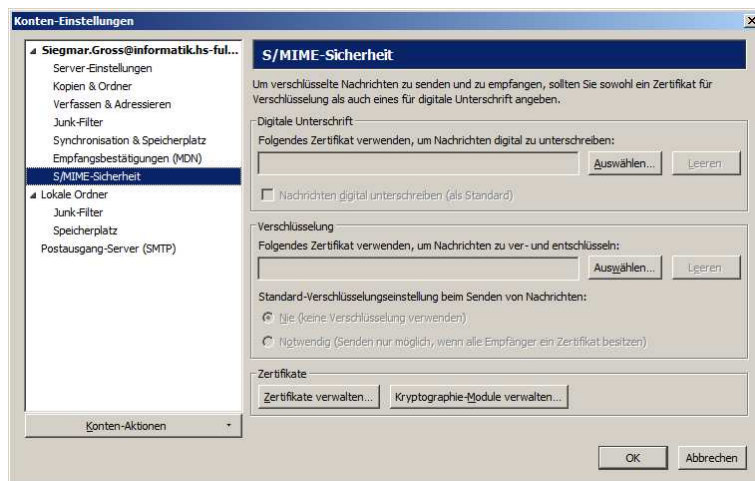 Konten-Einstellungen
Siegmar.Gross@informatik.hs-ful...
Server-Einstellungen
Kopien & Ordner
Verfassen & Adressieren
Junk-Filter
Synchronisation & Speicherplatz
Empfangsbestätigungen (MDN)
S/MIME-Sicherheit
Lokale Ordner
Junk-Filter
Speicherplatz
Postausgang-Server (SMTP)
Konten-Aktionen
S/MIME-Sicherheit
Um verschlüsselte Nachrichten zu senden und zu empfangen, sollten Sie sowohl ein Zertifikat für
Verschlüsselung als auch eines für digitale Unterschrift angeben.
Digitale Unterschrift
Folgendes Zertifikat verwenden, um Nachrichten digital zu unterschreiben:
Auswählen... Leeren
Nachrichten digital unterschreiben (als Standard)
Verschlüsselung
Folgendes Zertifikat verwenden, um Nachrichten zu ver- und entschlüsseln:
Auswählen... Leeren
Standard-Verschlüsselungseinstellung beim Senden von Nachrichten:
Nie (keine Verschlüsselung verwenden)
Notwendig (Senden nur möglich, wenn alle Empfänger ein Zertifikat besitzen)
Zertifikate
Zertifikate verwalten... Kryptographie-Module verwalten...
OK Abbrechen